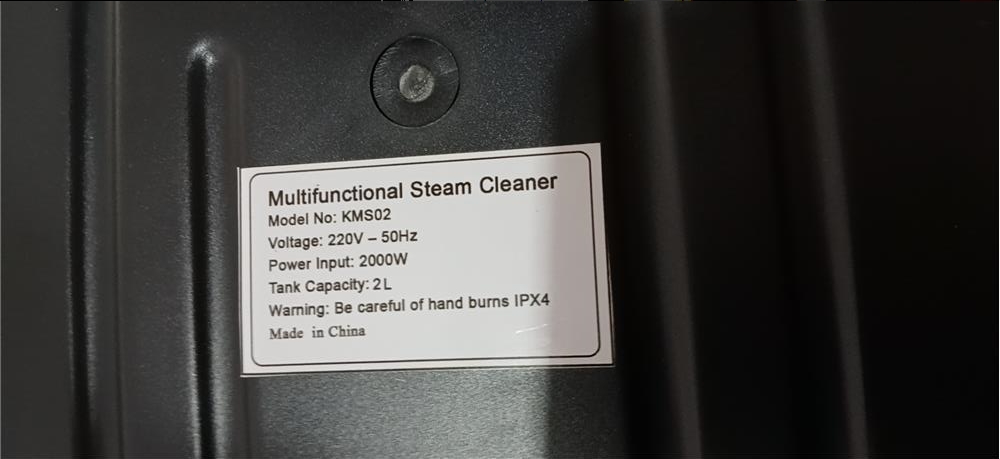 Multifunctional Steam Cleaner
Model No: KMS02
Voltage: 220V – 50Hz
Power Input: 2000W
Tank Capacity: 2L
Warning: Be careful of hand burns IPX4
Made in China